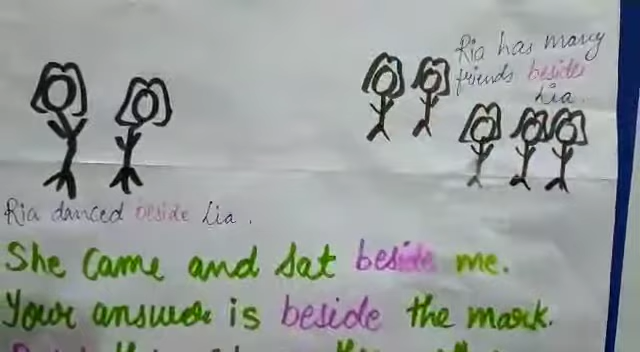 Ria has many
friends beside
Lia.
Ria danced beside Lia.
She came and sat beside me.
Your answer is beside the mark.